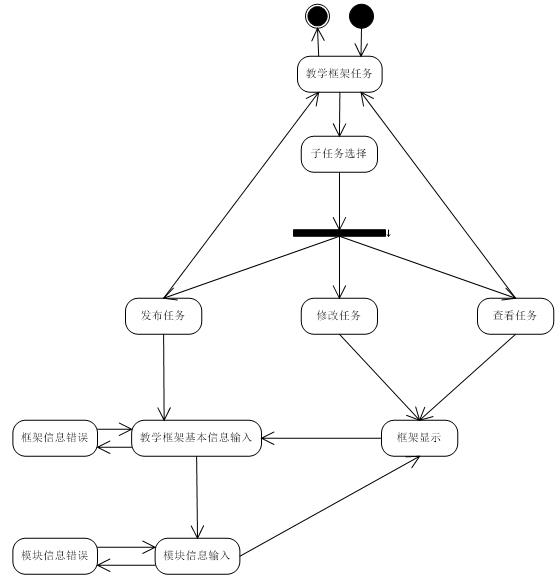 教学框架任务
子任务选择
发布任务
修改任务
查看任务
框架信息错误
教学框架基本信息输入
框架显示
模块信息错误
模块信息输入